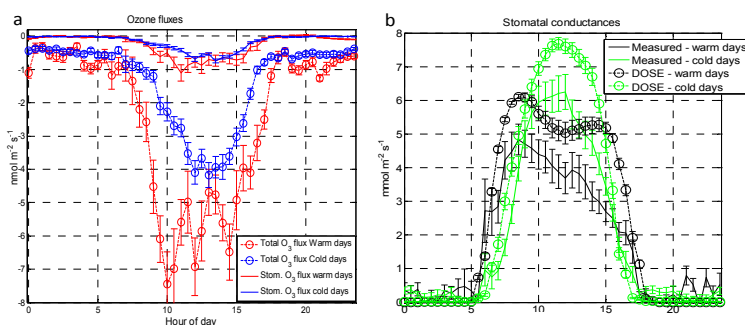 a
Ozone fluxes
0
-1
-2
-3
-4
-5
-6
-7
-8
nmol m-2 s-1
0 5 10 15 20
Hour of day
Total O3 flux Warm days
Total O3 flux Cold days
Stom. O3 flux warm days
Stom. O3 flux cold days
b
Stomatal conductances
8
7
6
5
4
3
2
1
0
mmol m-2 s-1
0 5 10 15 20
Measured - warm days
Measured - cold days
DOSE - warm days
DOSE - cold days